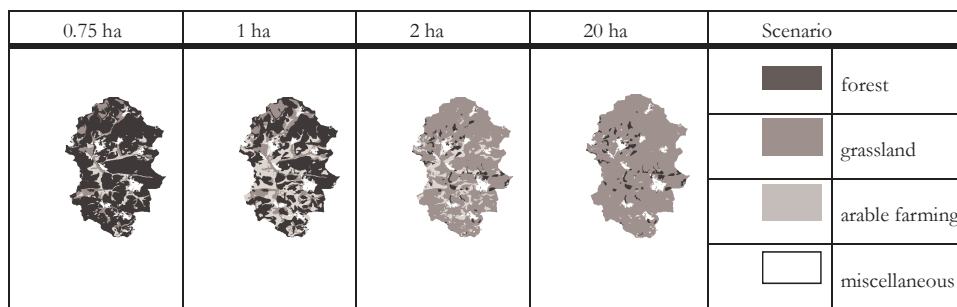 0.75 ha 1 ha 2 ha 20 ha Scenario
forest
grassland
arable farming
miscellaneous